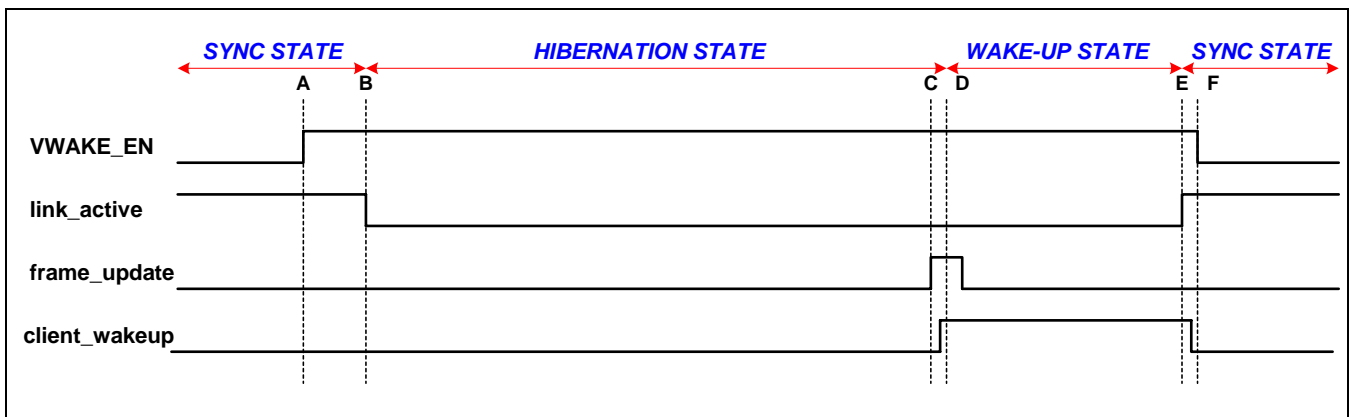 SYNC STATE HIBERNATION STATE WAKE-UP STATE SYNC STATE
A B C D E F
VWAKE_EN
link_active
frame_update
client_wakeup